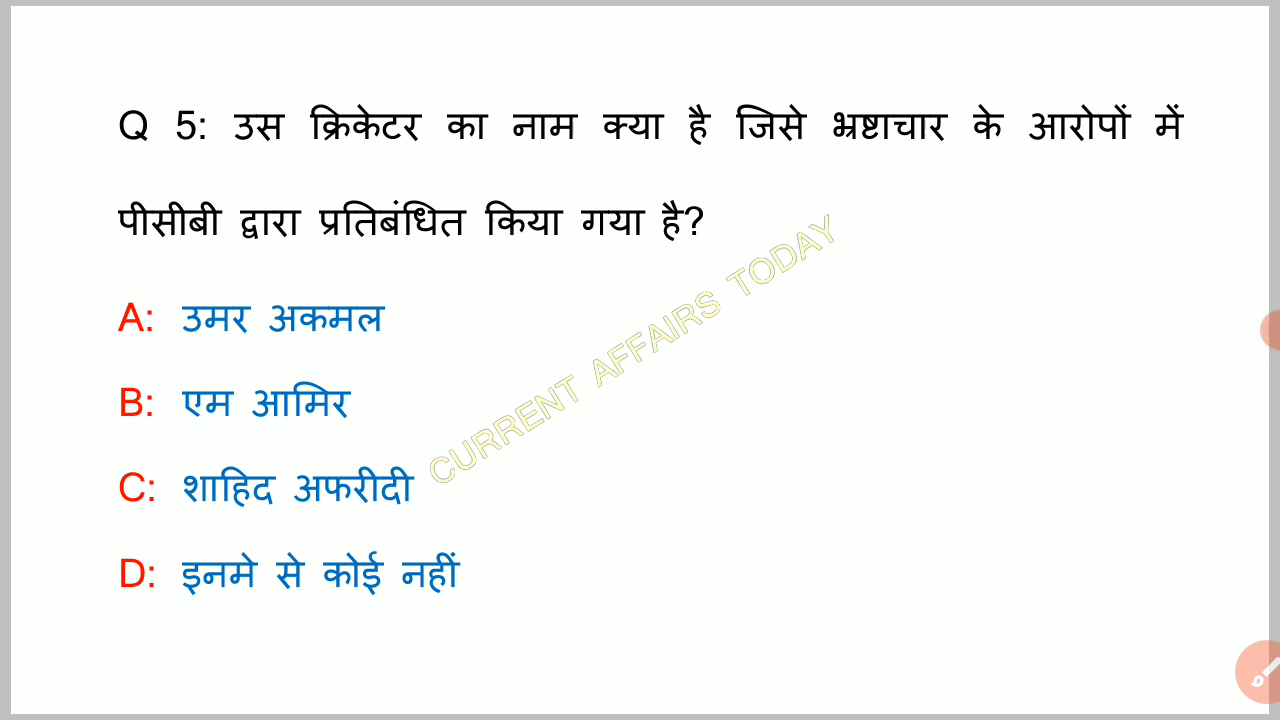 Q 5: उस क्रिकेटर का नाम क्या है जिसे भ्रष्टाचार के आरोपों में
पीसीबी द्वारा प्रतिबंधित किया गया है?
A: उमर अकमल
B: एम आमिर
C: शाहिद अफरीदी
D: इनमे से कोई नहीं
CURRENT AFFAIRS TODAY